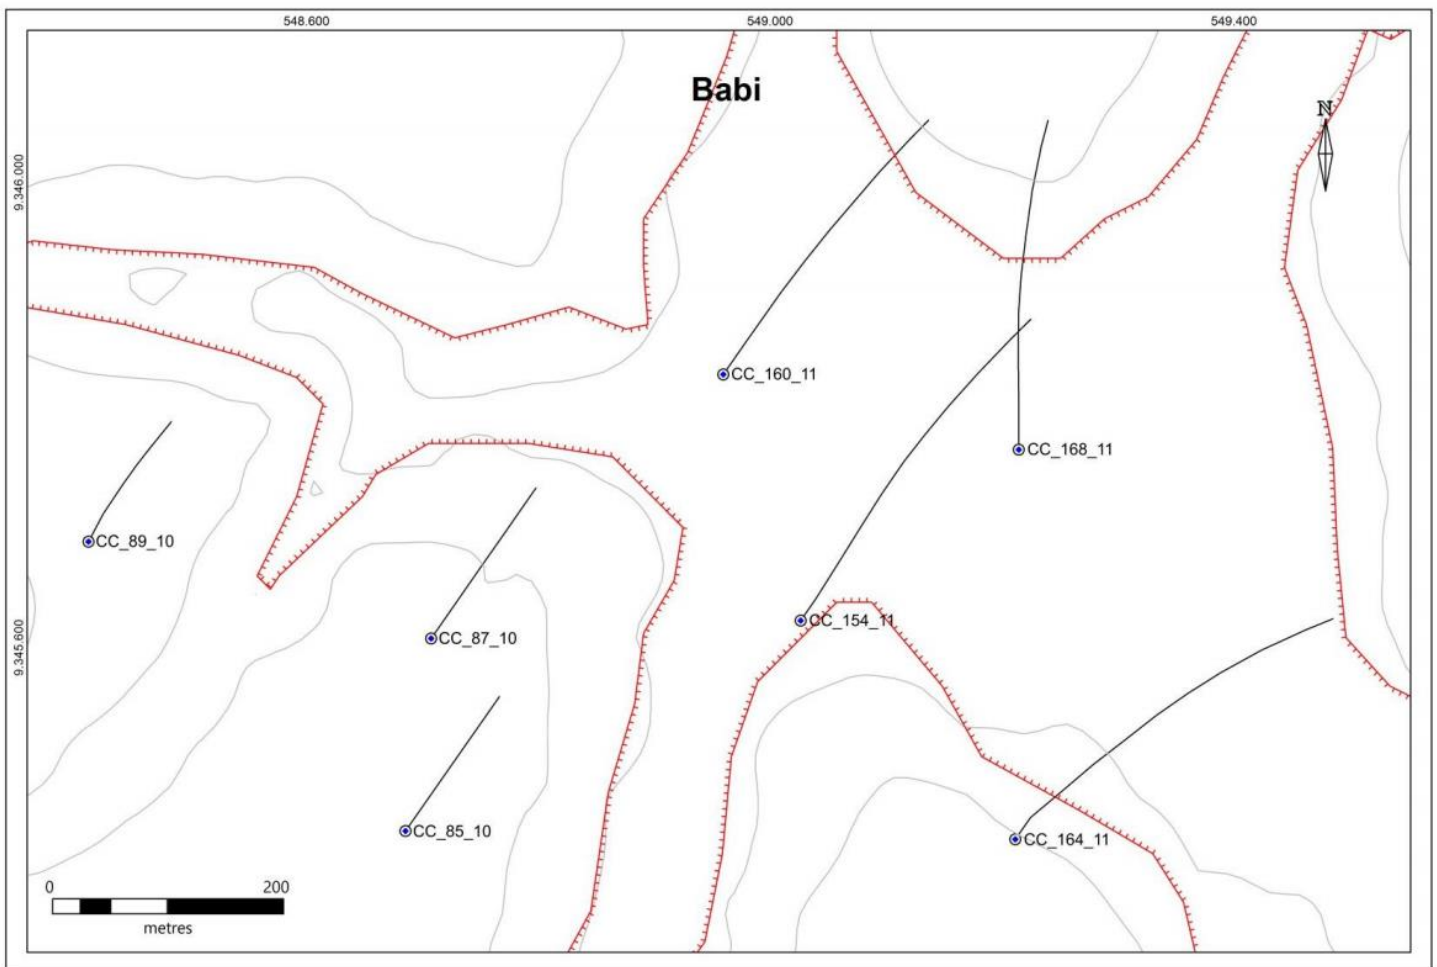 548.600 549.000 549.400
Babi
N
9.346.000
CC_160_11
CC_168_11
CC_89_10
CC_154_11
CC_87_10
9.345.600
CC_85_10
CC_164_11
0 200
metres